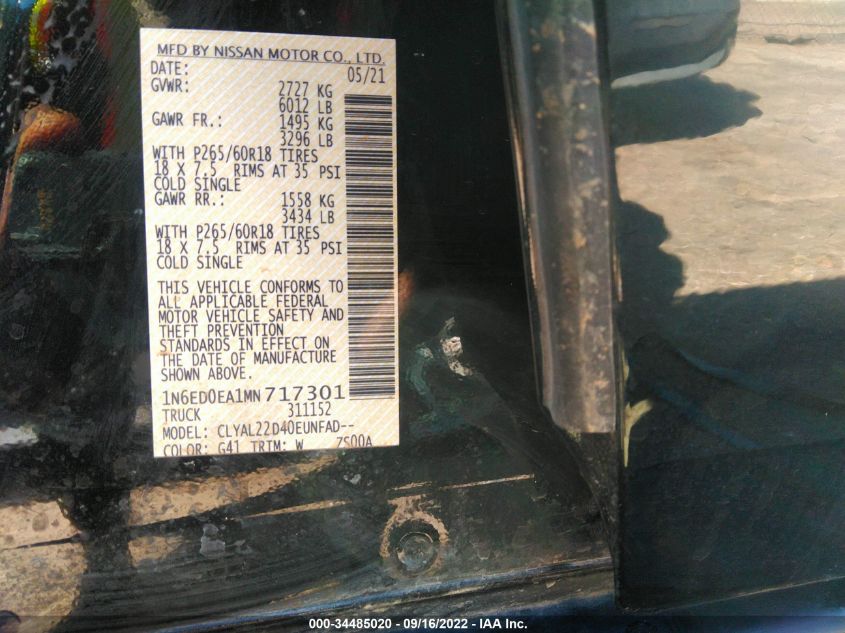 MFD BY NISSAN MOTOR CO., LTD.
DATE: 05/21
GVWR: 2727 KG
6012 LB
GAWR FR.: 1495 KG
3296 LB
WITH P265/60R18 TIRES
18 X 7.5 RIMS AT 35 PSI
COLD SINGLE
GAWR RR.: 1558 KG
3434 LB
WITH P265/60R18 TIRES
18 X 7.5 RIMS AT 35 PSI
COLD SINGLE
THIS VEHICLE CONFORMS TO
ALL APPLICABLE FEDERAL
MOTOR VEHICLE SAFETY AND
THEFT PREVENTION
STANDARDS IN EFFECT ON
THE DATE OF MANUFACTURE
SHOWN ABOVE.
1N6ED0EA1MN717301
TRUCK 311152
MODEL: CLYAL22D40EUNFAD--
COLOR: G41 TRIM: W ZS00A
000-34485020 - 09/16/2022 - IAA Inc.